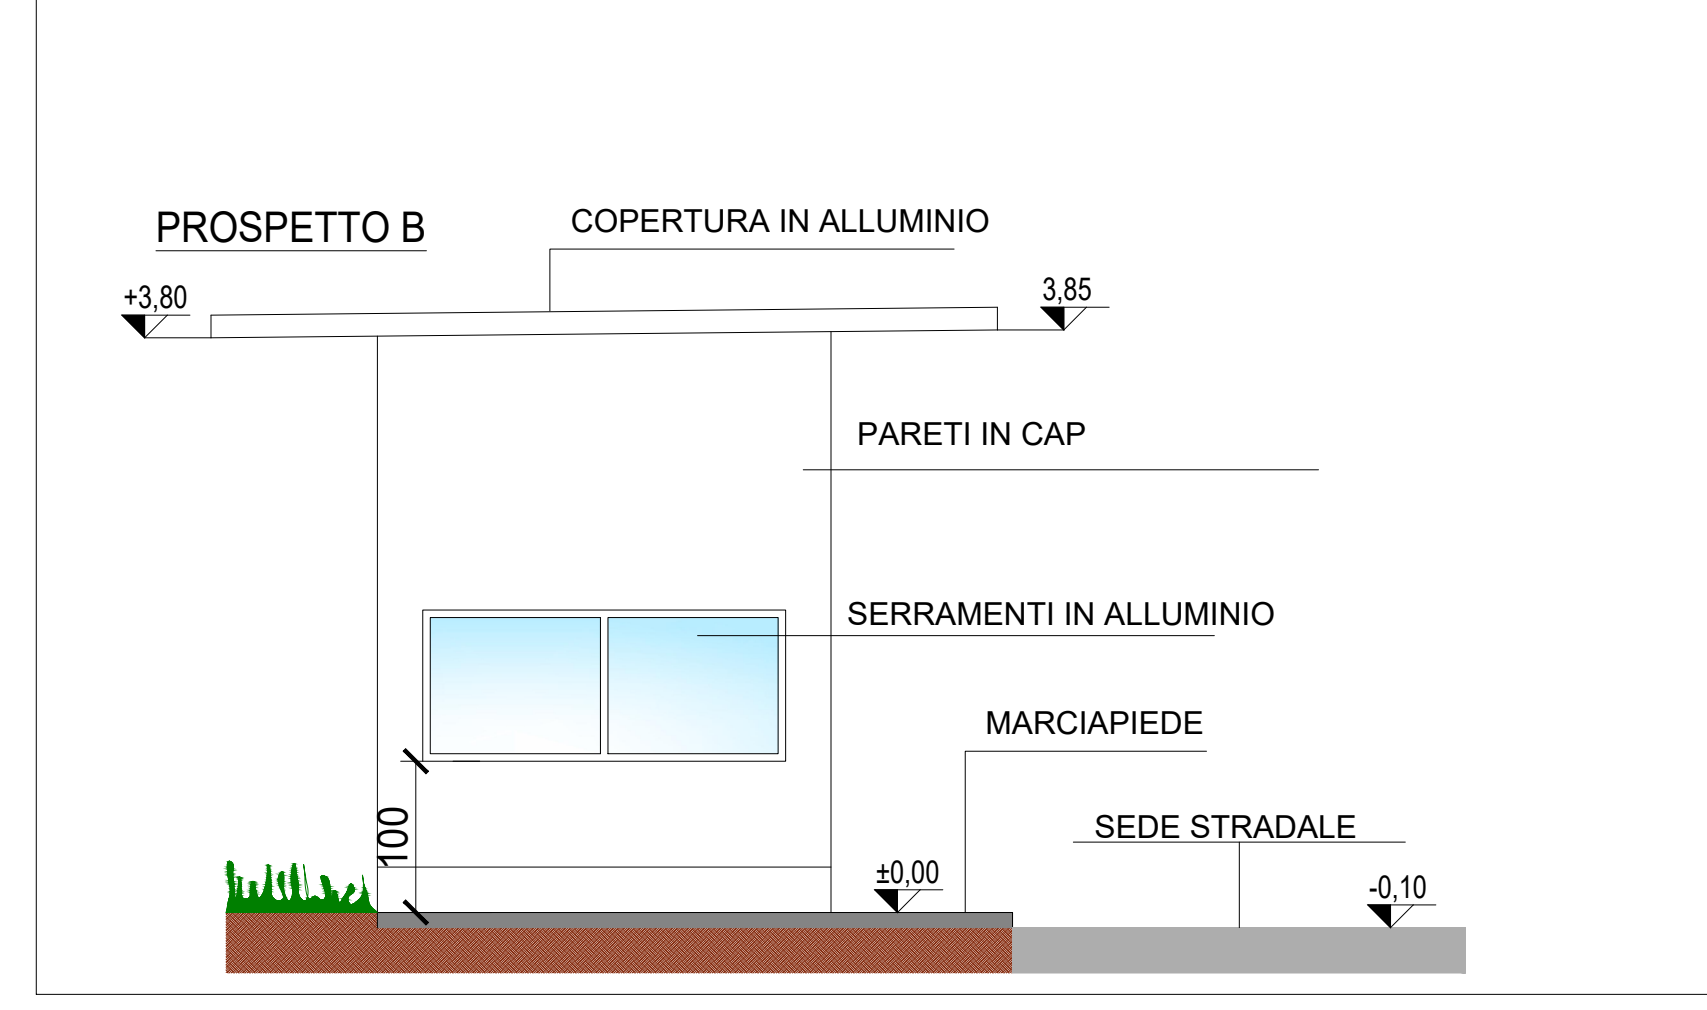 PROSPETTO B
COPERTURA IN ALLUMINIO
+3,80
3,85
PARETI IN CAP
SERRAMENTI IN ALLUMINIO
MARCIAPIEDE
100
SEDE STRADALE
±0,00
-0,10